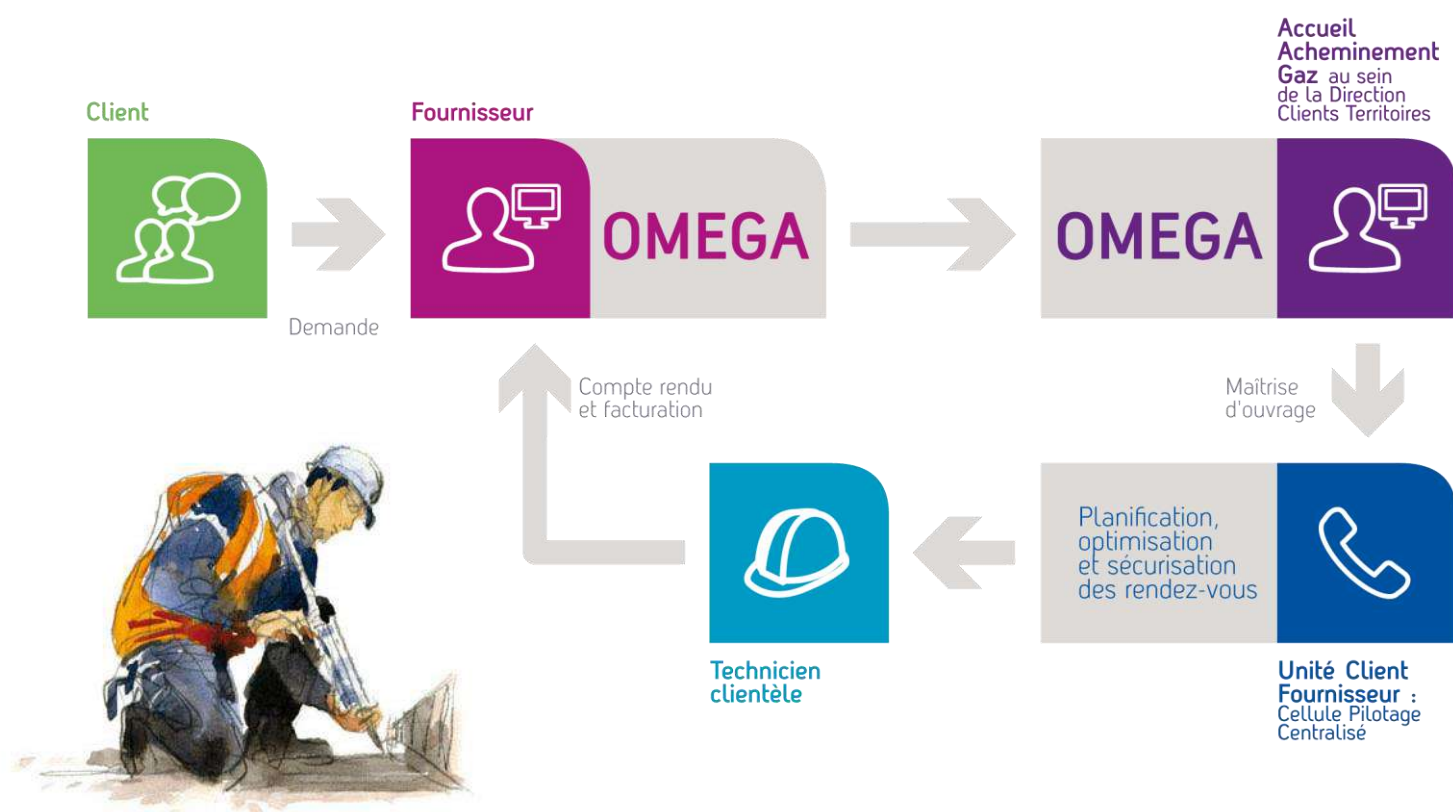 Accueil
Acheminement
Gaz au sein
de la Direction
Clients Territoires
Client
Fournisseur
OMEGA
OMEGA
Demande
Compte rendu
et facturation
Maîtrise
d'ouvrage
Planification,
optimisation
et sécurisation
des rendez-vous
Technicien
clientèle
Unité Client
Fournisseur :
Cellule Pilotage
Centralisé